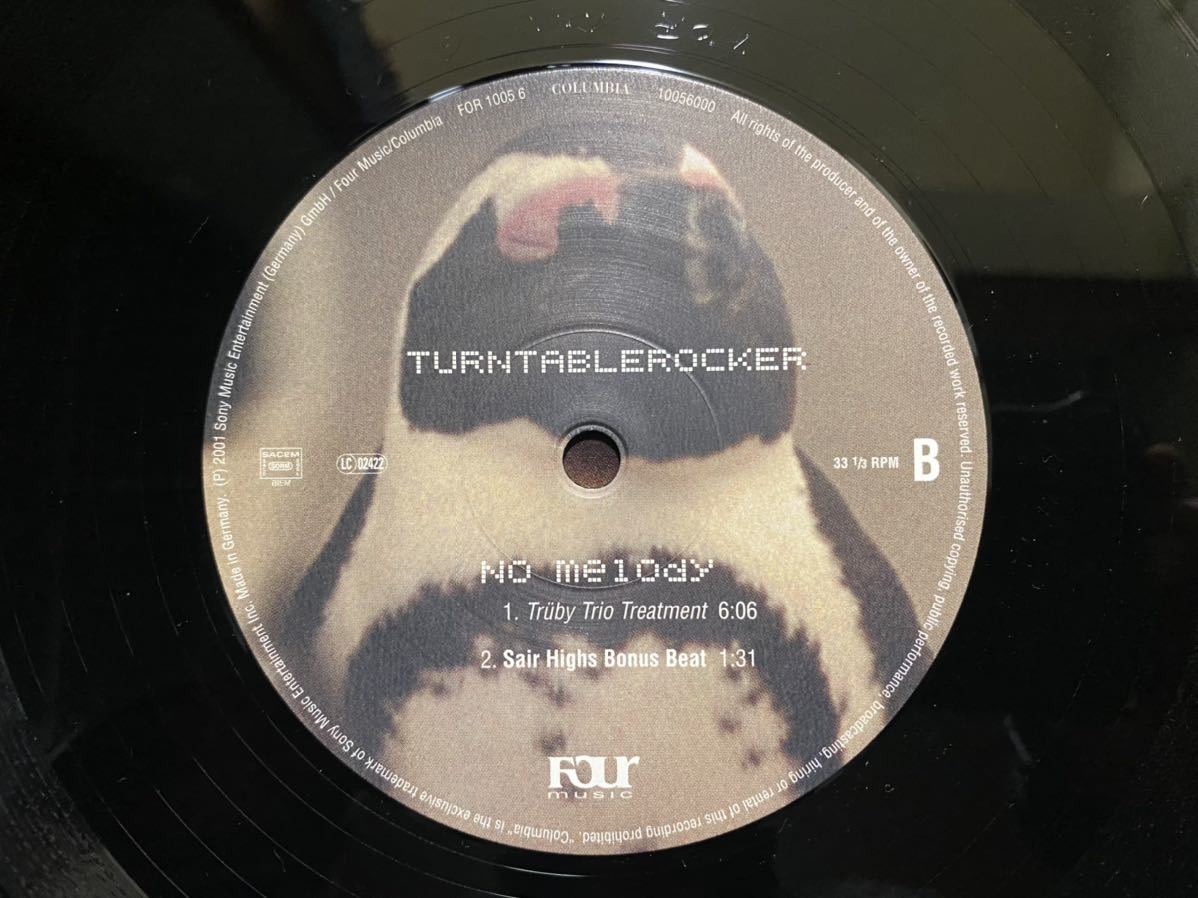 FOR 1005 6 COLUMBIA 10056000
All rights of the producer and of the owner of the recorded work reserved. Unauthorised copying, public performance, broadcasting, hiring or rental of this recording prohibited. "Columbia" is the exclusive trademark of Sony Music Entertainment Inc. Made in Germany. (P) 2001 Sony Music Entertainment (Germany) GmbH / Four Music/Columbia
TURNTABLEROCKER
SACEM
BIEM
LC 02422
33 1/3 RPM B
No melody
1. Trüby Trio Treatment 6:06
2. Sair Highs Bonus Beat 1:31
Four
music